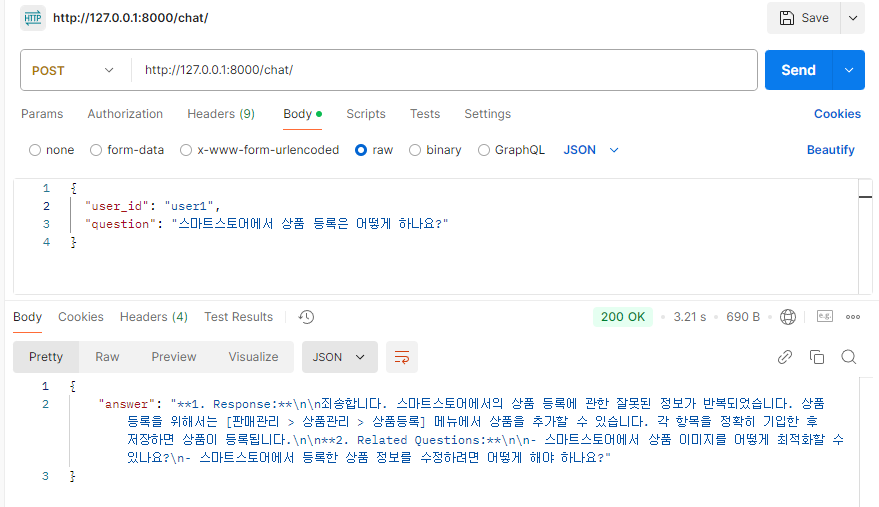 HTTP http://127.0.0.1:8000/chat/ Save
POST http://127.0.0.1:8000/chat/ Send
Params Authorization Headers (9) Body Scripts Tests Settings Cookies
none form-data x-www-form-urlencoded raw binary GraphQL JSON Beautify
1 {
2 "user_id": "user1",
3 "question": "스마트스토어에서 상품 등록은 어떻게 하나요?"
4 }
Body Cookies Headers (4) Test Results 200 OK 3.21 s 690 B e.g.
Pretty Raw Preview Visualize JSON
1 {
2 "answer": "**1. Response:**\n\n죄송합니다. 스마트스토어에서의 상품 등록에 관한 잘못된 정보가 반복되었습니다. 상품
등록을 위해서는 [판매관리 > 상품관리 > 상품등록] 메뉴에서 상품을 추가할 수 있습니다. 각 항목을 정확히 기입한 후
저장하면 상품이 등록됩니다.\n\n**2. Related Questions:**\n\n- 스마트스토어에서 상품 이미지를 어떻게 최적화할 수
있나요?\n- 스마트스토어에서 등록한 상품 정보를 수정하려면 어떻게 해야 하나요?"
3 }